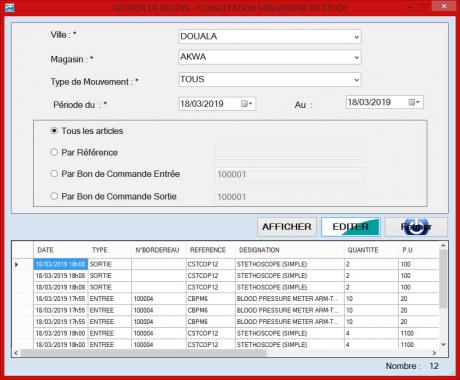 GESTION DE STOCKS - CONSULTATION MOUVEMENT DE STOCK
Ville : * DOUALA
Magasin : * AKWA
Type de Mouvement : * TOUS
Période du : * 18/03/2019 Au : 18/03/2019
Tous les articles
Par Référence
Par Bon de Commande Entrée 100001
Par Bon de Commande Sortie 100001
AFFICHER EDITER Fermer
DATE TYPE N°BORDEREAU REFERENCE DESIGNATION QUANTITE P.U
18/03/2019 18h08 SORTIE CSTCOP12 STETHOSCOPE (SIMPLE) 2 100
18/03/2019 18h08 SORTIE CSTCOP12 STETHOSCOPE (SIMPLE) 2 100
18/03/2019 18h08 SORTIE CSTCOP12 STETHOSCOPE (SIMPLE) 2 100
18/03/2019 17h55 ENTREE 100004 CBPM6 BLOOD PRESSURE METER ARM-T... 10 20
18/03/2019 17h55 ENTREE 100004 CBPM6 BLOOD PRESSURE METER ARM-T... 10 20
18/03/2019 17h55 ENTREE 100004 CBPM6 BLOOD PRESSURE METER ARM-T... 10 20
18/03/2019 18h00 ENTREE 100004 CSTCOP12 STETHOSCOPE (SIMPLE) 4 1100
18/03/2019 18h00 ENTREE 100004 CSTCOP12 STETHOSCOPE (SIMPLE) 4 1100
Nombre : 12